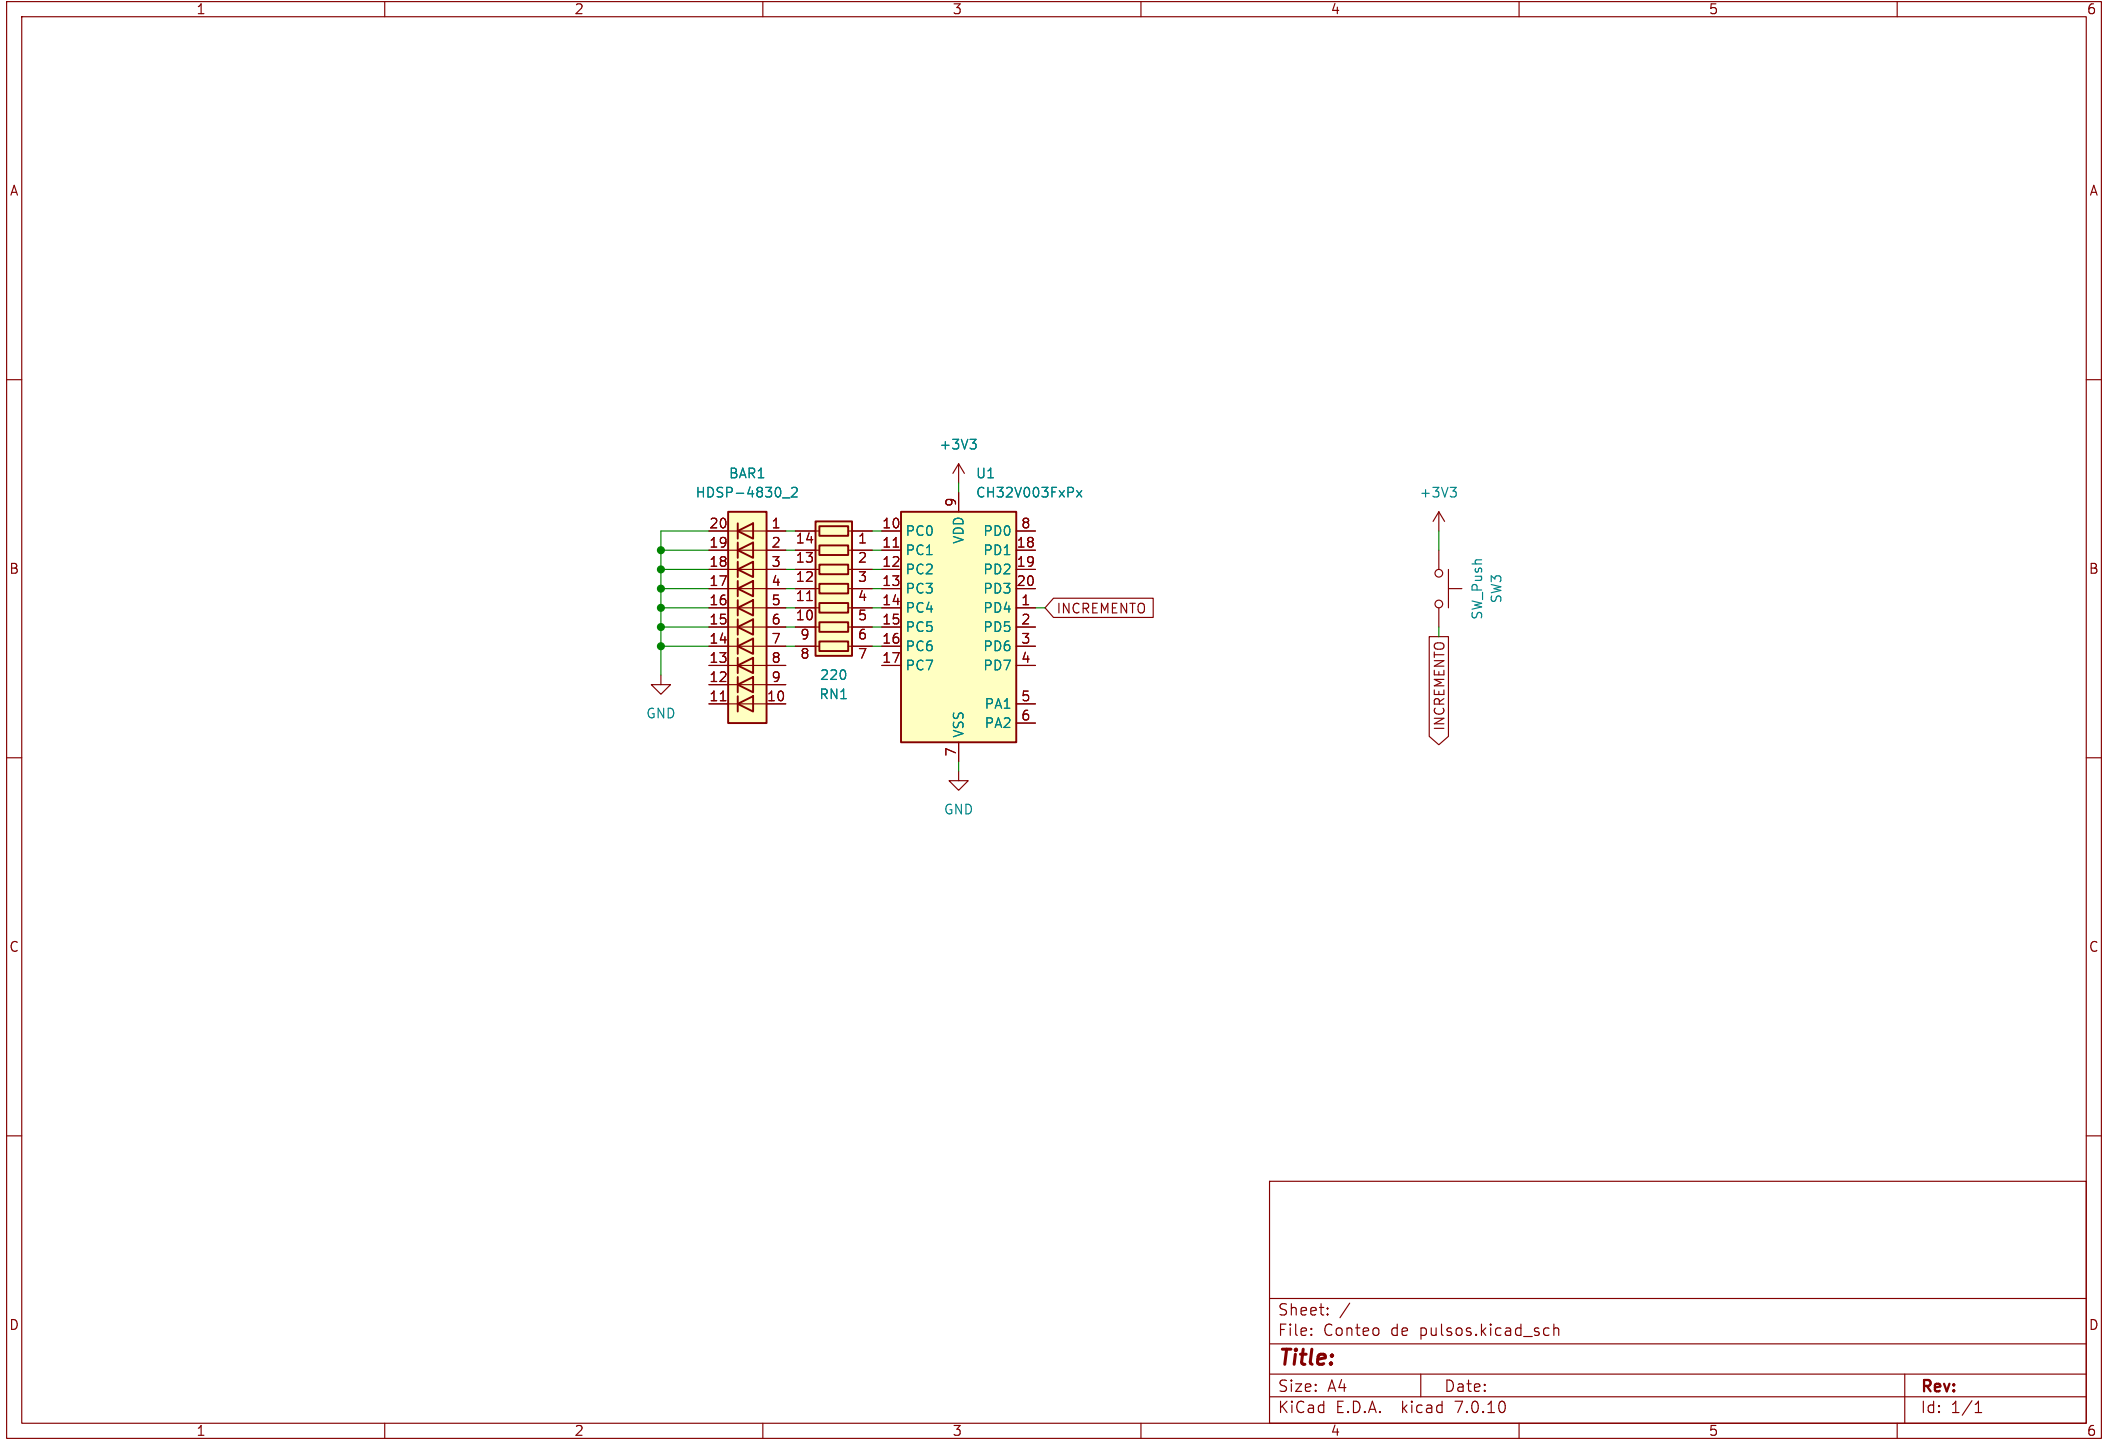 1 2 3 4 5 6
A A
B B
C C
D D
+3V3
BAR1
HDSP-4830_2
U1
CH32V003FxPx
20 1
19 2
18 3
17 4
16 5
15 6
14 7
13 8
12 9
11 10
14 1
13 2
12 3
11 4
10 5
9 6
8 7
220
RN1
GND
9
VDD
10 PC0 PD0 8
11 PC1 PD1 18
12 PC2 PD2 19
13 PC3 PD3 20
14 PC4 PD4 1
15 PC5 PD5 2
16 PC6 PD6 3
17 PC7 PD7 4
PA1 5
PA2 6
VSS
7
GND
INCREMENTO
+3V3
SW_Push
SW3
INCREMENTO
Sheet: /
File: Conteo de pulsos.kicad_sch
Title:
Size: A4 Date: Rev:
KiCad E.D.A. kicad 7.0.10 Id: 1/1
1 2 3 4 5 6